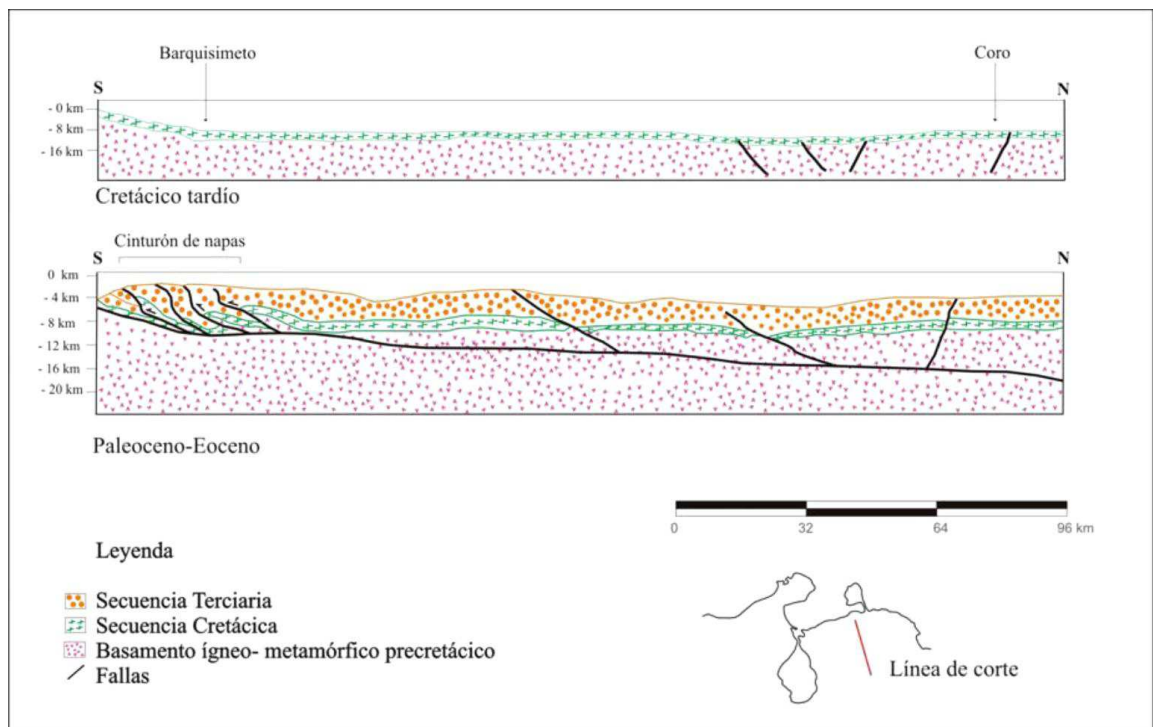 Barquisimeto
Coro
S
N
- 0 km
- 8 km
- 16 km
Cretácico tardío
Cinturón de napas
S
N
0 km
- 4 km
- 8 km
- 12 km
- 16 km
- 20 km
Paleoceno-Eoceno
0 32 64 96 km
Leyenda
Secuencia Terciaria
Secuencia Cretácica
Basamento ígneo- metamórfico precretácico
Fallas
Línea de corte